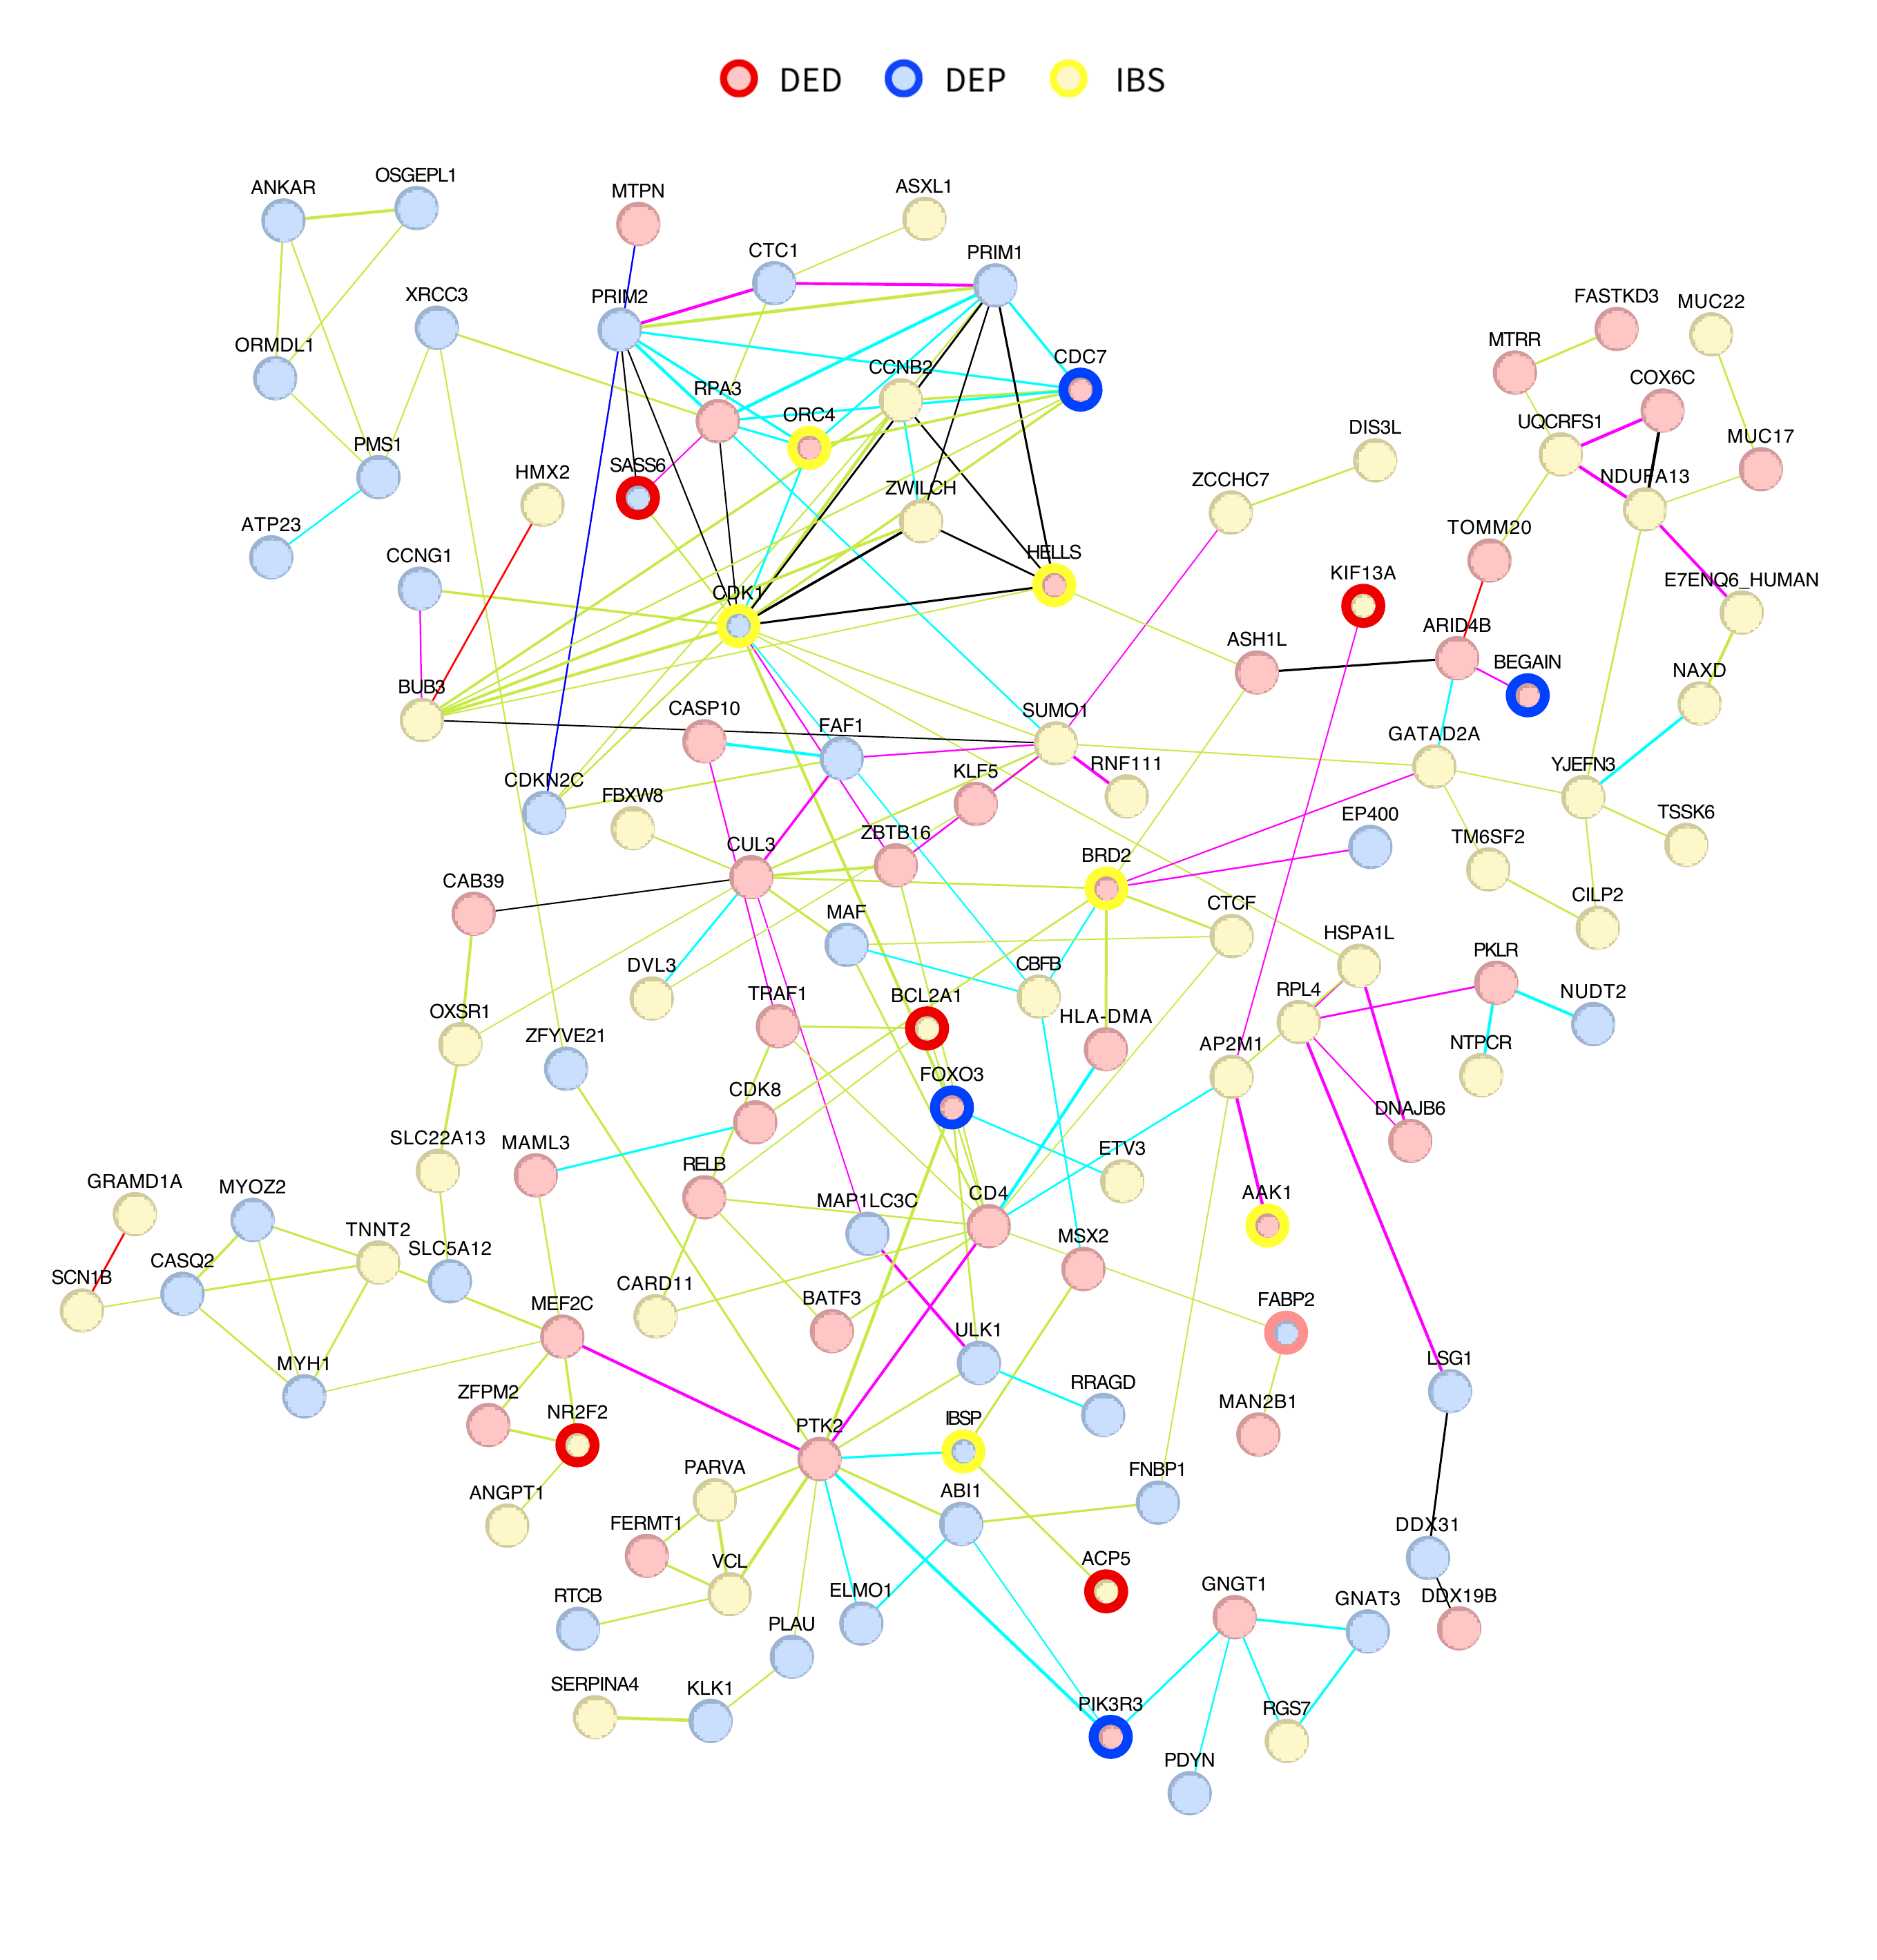 DED DEP IBS
OSGEPL1
ANKAR
ASXL1
MTPN
CTC1
PRIM1
XRCC3
PRIM2
FASTKD3
MUC22
MTRR
ORMDL1
CDC7
CCNB2
COX6C
RPA3
ORC4
UQCRFS1
DIS3L
MUC17
PMS1
SASS6
HMX2
NDUFA13
ZCCHC7
ZWILCH
ATP23
TOMM20
CCNG1
HELLS
KIF13A
E7ENQ6_HUMAN
CDK1
ARID4B
ASH1L
BEGAIN
NAXD
BUB3
CASP10
SUMO1
FAF1
GATAD2A
RNF111
YJEFN3
KLF5
CDKN2C
FBXW8
TSSK6
EP400
ZBTB16
TM6SF2
CUL3
BRD2
CAB39
CILP2
CTCF
MAF
HSPA1L
PKLR
DVL3
CBFB
RPL4
NUDT2
TRAF1
BCL2A1
OXSR1
HLA-DMA
ZFYVE21
NTPCR
AP2M1
FOXO3
CDK8
DNAJB6
SLC22A13
MAML3
ETV3
RELB
GRAMD1A
MYOZ2
CD4
AAK1
MAP1LC3C
TNNT2
MSX2
SLC5A12
CASQ2
SCN1B
CARD11
BATF3
FABP2
MEF2C
ULK1
MYH1
LSG1
RRAGD
ZFPM2
MAN2B1
NR2F2
IBSP
PTK2
PARVA
FNBP1
ANGPT1
ABI1
FERMT1
DDX31
VCL
ACP5
GNGT1
RTCB
ELMO1
DDX19B
GNAT3
PLAU
SERPINA4
KLK1
PIK3R3
RGS7
PDYN